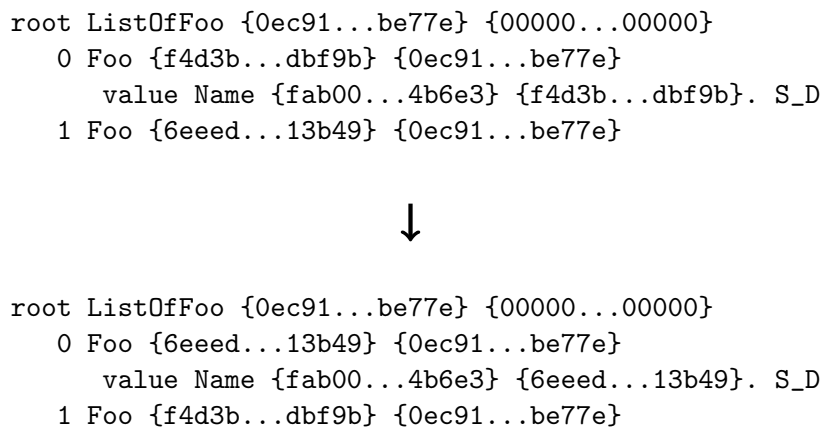 root ListOfFoo {0ec91...be77e} {00000...00000}
0 Foo {f4d3b...dbf9b} {0ec91...be77e}
value Name {fab00...4b6e3} {f4d3b...dbf9b}. S_D
1 Foo {6eeed...13b49} {0ec91...be77e}
↓
root ListOfFoo {0ec91...be77e} {00000...00000}
0 Foo {6eeed...13b49} {0ec91...be77e}
value Name {fab00...4b6e3} {6eeed...13b49}. S_D
1 Foo {f4d3b...dbf9b} {0ec91...be77e}